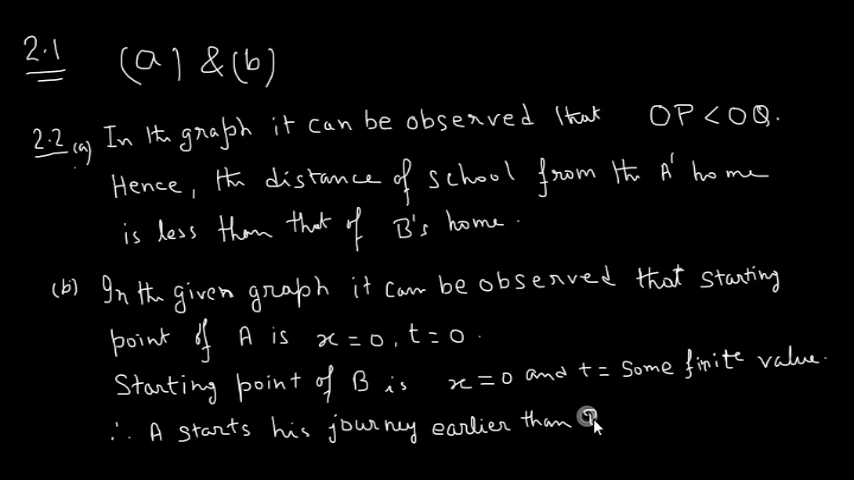 2.1 (a) & (b)
2.2 (a) In the graph it can be observed that OP < OQ.
Hence, the distance of school from the A' home
is less than that of B's home.
(b) In the given graph it can be observed that starting
point of A is x = 0, t = 0.
Starting point of B is x = 0 and t = some finite value.
∴ A starts his journey earlier than